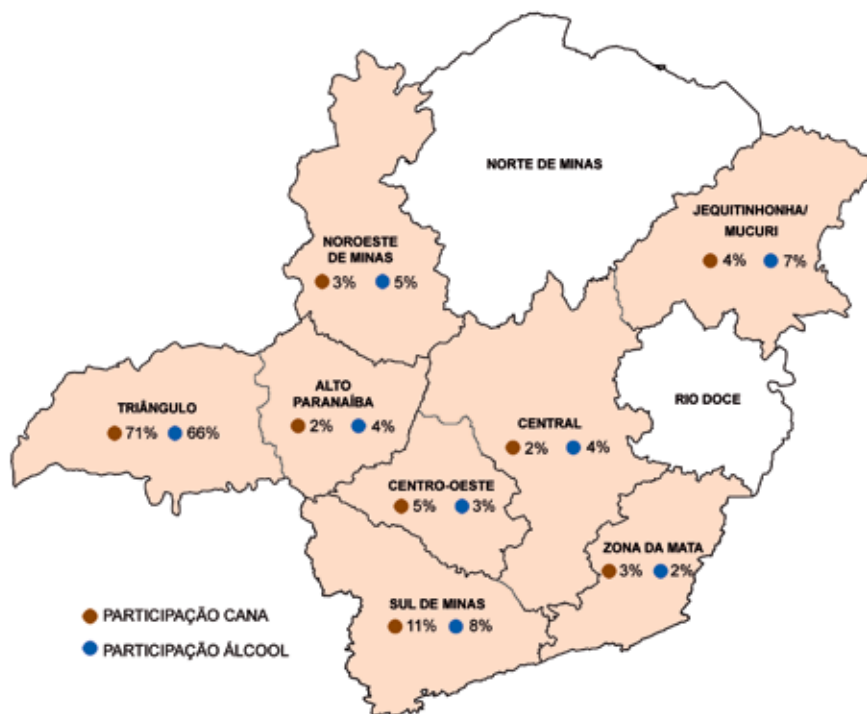 NORTE DE MINAS
JEQUITINHONHA/
MUCURI
4% 7%
NOROESTE
DE MINAS
3% 5%
ALTO
PARANAÍBA
2% 4%
TRIÂNGULO
71% 66%
RIO DOCE
CENTRAL
2% 4%
CENTRO-OESTE
5% 3%
ZONA DA MATA
3% 2%
SUL DE MINAS
11% 8%
PARTICIPAÇÃO CANA
PARTICIPAÇÃO ÁLCOOL